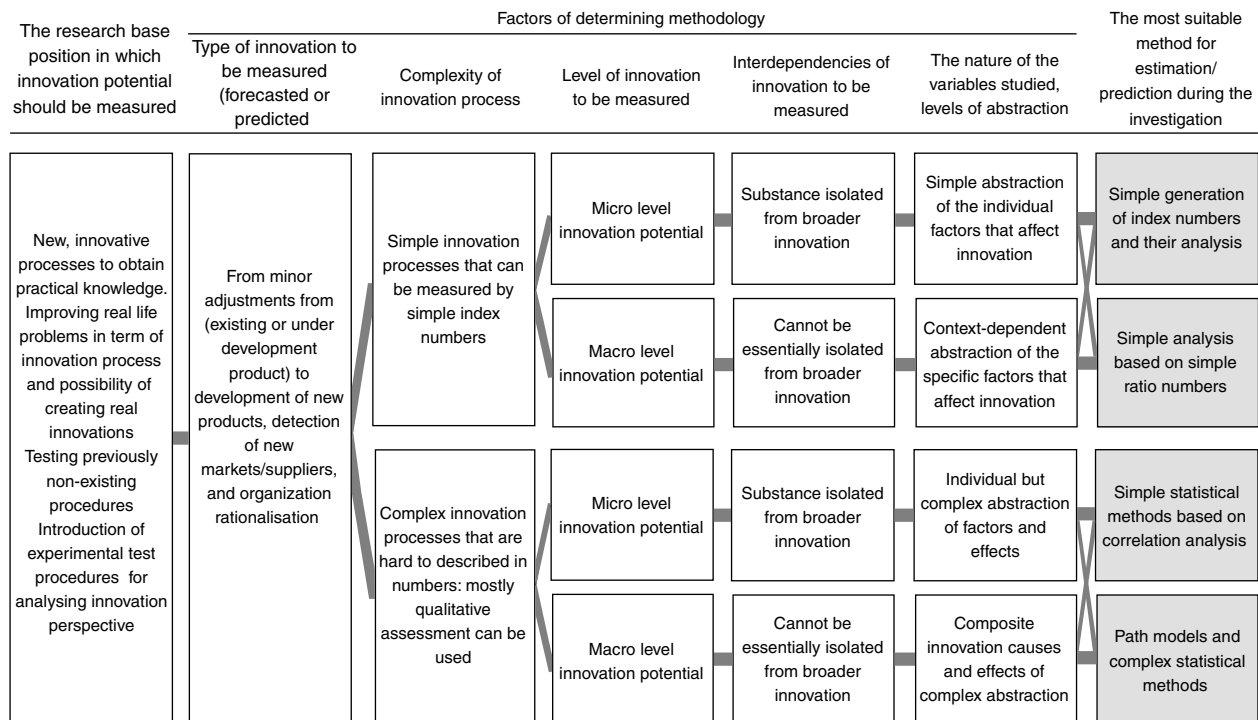 The research base
position in which
innovation potential
should be measured
Factors of determining methodology
Type of innovation to
be measured
(forecasted or
predicted
Complexity of
innovation process
Level of innovation
to be measured
Interdependencies of
innovation to be
measured
The nature of the
variables studied,
levels of abstraction
The most suitable
method for
estimation/
prediction during the
investigation
New, innovative
processes to obtain
practical knowledge.
Improving real life
problems in term of
innovation process
and possibility of
creating real
innovations
Testing previously
non-existing
procedures
Introduction of
experimental test
procedures for
analysing innovation
perspective
From minor
adjustments from
(existing or under
development
product) to
development of new
products, detection of
new
markets/suppliers,
and organization
rationalisation
Simple innovation
processes that can
be measured by
simple index
numbers
Micro level
innovation potential
Substance isolated
from broader
innovation
Simple abstraction
of the individual
factors that affect
innovation
Simple generation
of index numbers
and their analysis
Macro level
innovation potential
Cannot be
essentially isolated
from broader
innovation
Context-dependent
abstraction of the
specific factors that
affect innovation
Simple analysis
based on simple
ratio numbers
Complex innovation
processes that are
hard to described in
numbers: mostly
qualitative
assessment can be
used
Micro level
innovation potential
Substance isolated
from broader
innovation
Individual but
complex abstraction
of factors and
effects
Simple statistical
methods based on
correlation analysis
Macro level
innovation potential
Cannot be
essentially isolated
from broader
innovation
Composite
innovation causes
and effects of
complex abstraction
Path models and
complex statistical
methods